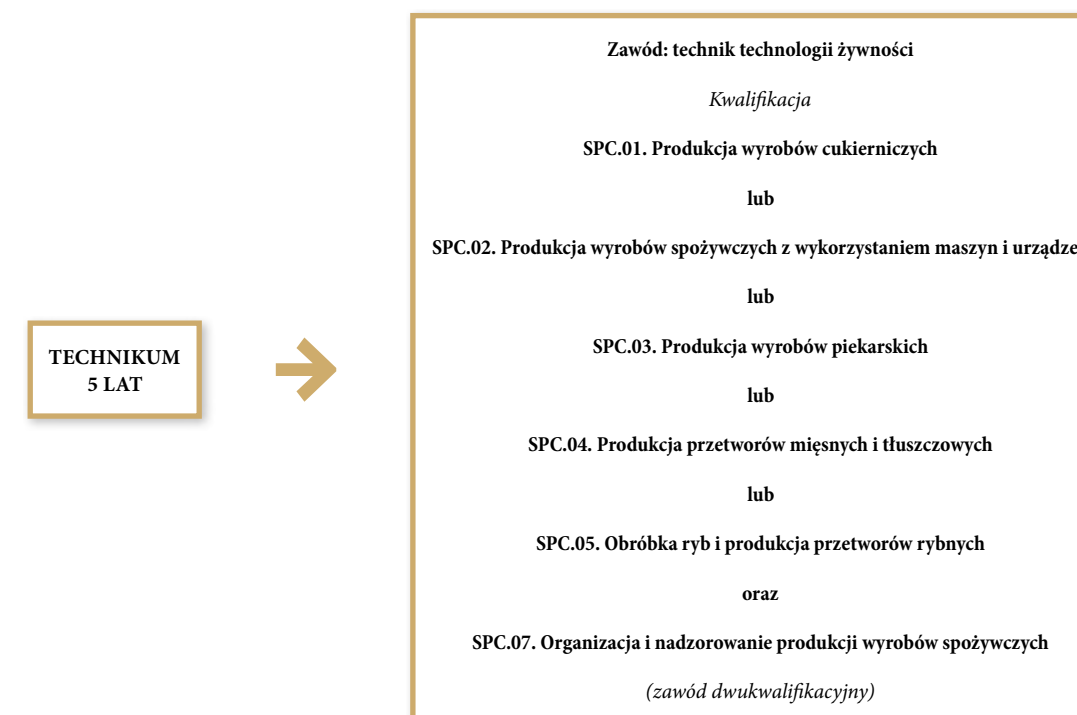 Zawód: technik technologii żywności
Kwalifikacja
SPC.01. Produkcja wyrobów cukierniczych
lub
SPC.02. Produkcja wyrobów spożywczych z wykorzystaniem maszyn i urządze
lub
TECHNIKUM
5 LAT
SPC.03. Produkcja wyrobów piekarskich
lub
SPC.04. Produkcja przetworów mięsnych i tłuszczowych
lub
SPC.05. Obróbka ryb i produkcja przetworów rybnych
oraz
SPC.07. Organizacja i nadzorowanie produkcji wyrobów spożywczych
(zawód dwukwalifikacyjny)